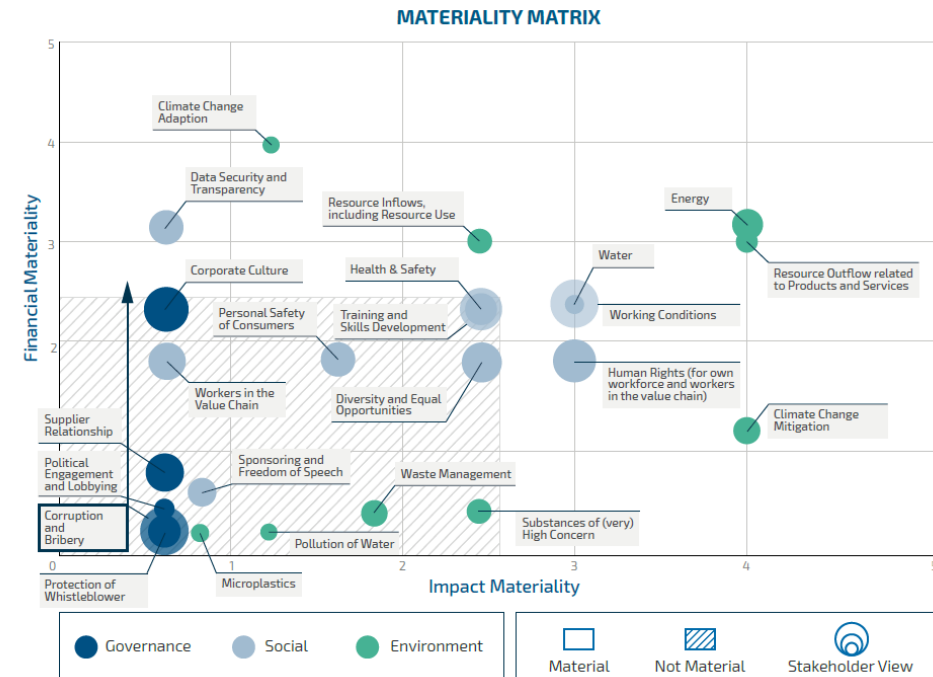 MATERIALITY MATRIX
5
Climate Change
Adaption
4
Data Security and
Transparency
Resource Inflows,
including Resource Use
Energy
3
Resource Outflow related
to Products and Services
Corporate Culture
Health & Safety
Water
Personal Safety
of Consumers
Training and
Skills Development
Working Conditions
2
Workers in the
Value Chain
Diversity and Equal
Opportunities
Human Rights (for own
workforce and workers
in the value chain)
Climate Change
Mitigation
Supplier
Relationship
Political
Engagement
and Lobbying
Sponsoring and
Freedom of Speech
Waste Management
Corruption
and
Bribery
Pollution of Water
Substances of (very)
High Concern
Protection of
Whistleblower
Microplastics
0
1
2
3
4
5
Financial Materiality
Impact Materiality
Governance
Social
Environment
Material
Not Material
Stakeholder View